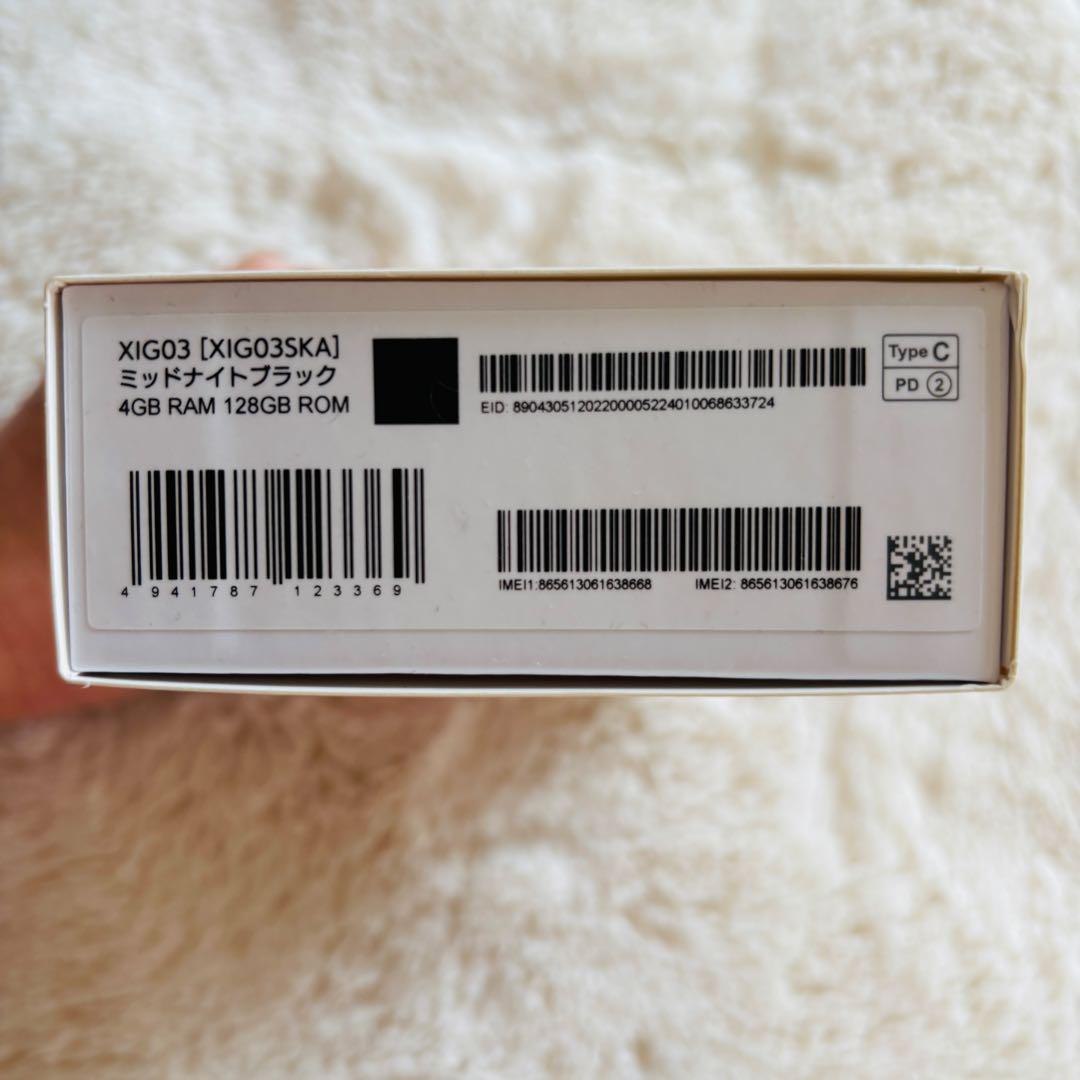 XIG03 [XIG03SKA]
ミッドナイトブラック
4GB RAM 128GB ROM
EID: 89043051202200005224010068633724
Type C
PD 2
4 941787 123369
IMEI1:865613061638668 IMEI2: 865613061638676